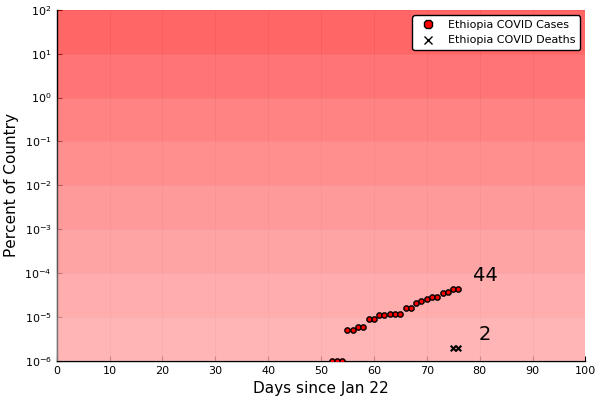 10²
10¹
10⁰
10⁻¹
10⁻²
10⁻³
10⁻⁴
10⁻⁵
10⁻⁶
Percent of Country
Ethiopia COVID Cases
Ethiopia COVID Deaths
44
2
0 10 20 30 40 50 60 70 80 90 100
Days since Jan 22